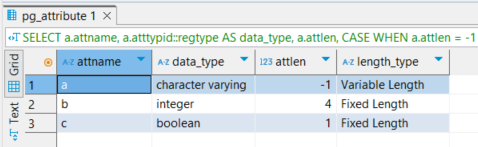 pg_attribute 1
SELECT a.attname, a.atttypid::regtype AS data_type, a.attlen, CASE WHEN a.attlen = -1
Grid
Text
A-Z attname A-Z data_type 123 attlen A-Z length_type
1 a character varying -1 Variable Length
2 b integer 4 Fixed Length
3 c boolean 1 Fixed Length